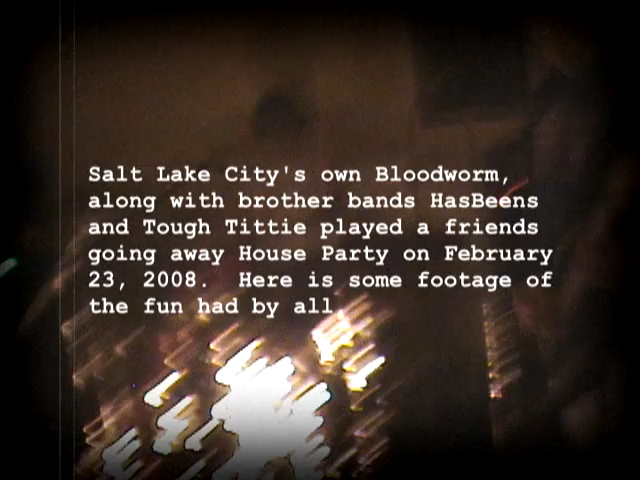 Salt Lake City's own Bloodworm,
along with brother bands HasBeens
and Tough Tittie played a friends
going away House Party on February
23, 2008.  Here is some footage of
the fun had by all.